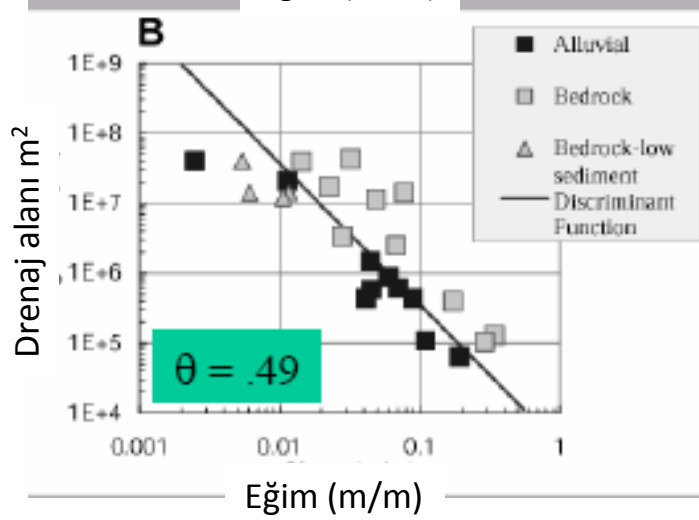 B
Alluvial
Bedrock
Bedrock-low
sediment
Discriminant
Function
Drenaj alanı m²
1E+9
1E+8
1E+7
1E+6
1E+5
1E+4
θ = .49
0.001 0.01 0.1 1
Eğim (m/m)